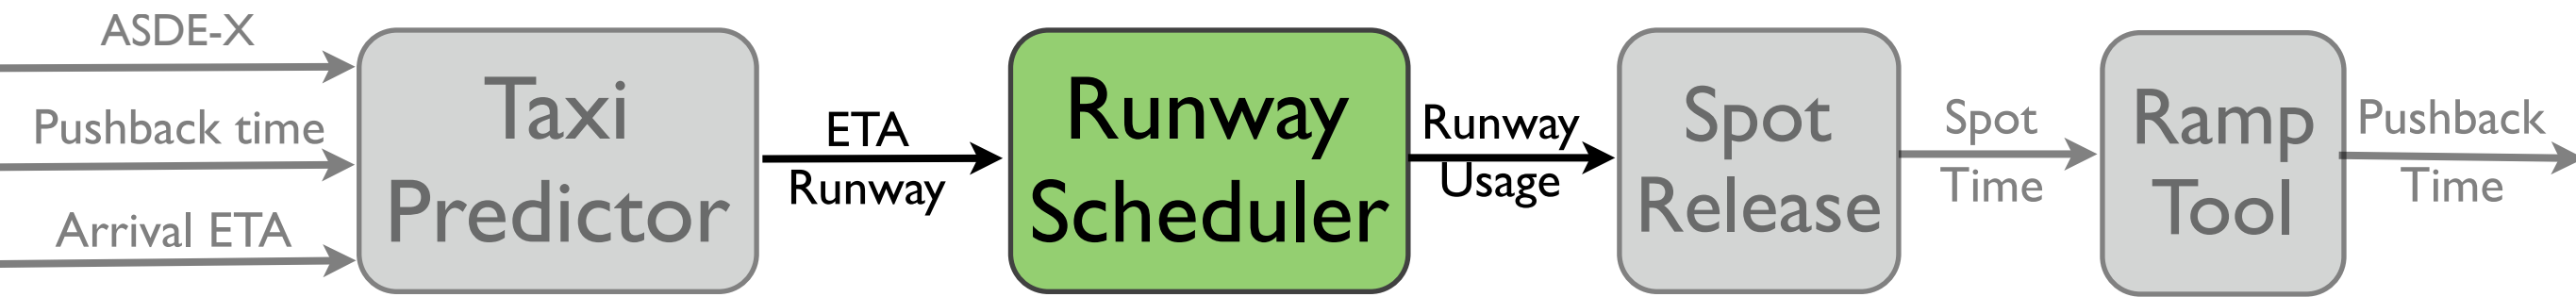 ASDE-X
Pushback time
Arrival ETA
Taxi
Predictor
ETA
Runway
Runway
Scheduler
Runway
Usage
Spot
Release
Spot
Time
Ramp
Tool
Pushback
Time